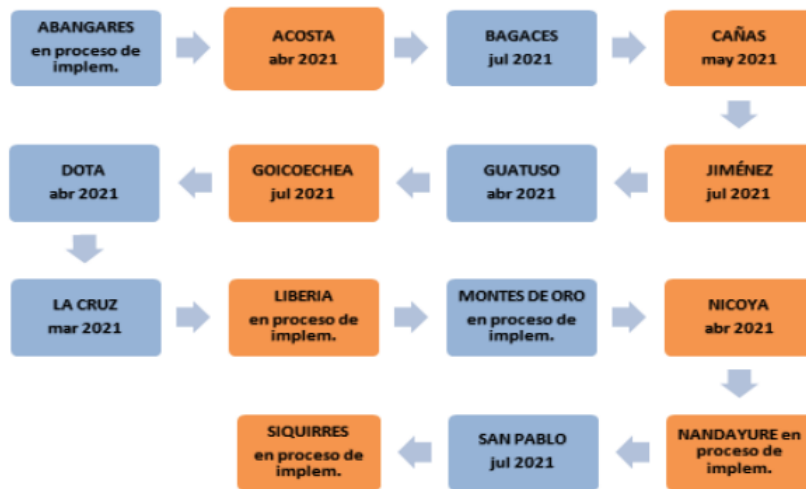 ABANGARES
en proceso de
implem.
ACOSTA
abr 2021
BAGACES
jul 2021
CAÑAS
may 2021
JIMÉNEZ
jul 2021
GUATUSO
abr 2021
GOICOECHEA
jul 2021
DOTA
abr 2021
LA CRUZ
mar 2021
LIBERIA
en proceso de
implem.
MONTES DE ORO
en proceso de
implem.
NICOYA
abr 2021
NANDAYURE en
proceso de
implem.
SAN PABLO
jul 2021
SIQUIRRES
en proceso de
implem.